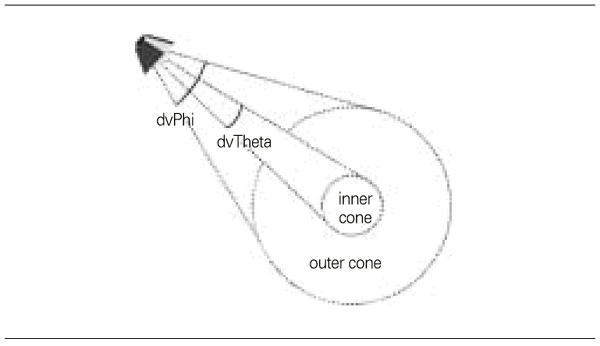 dvPhi
dvTheta
inner
cone
outer cone